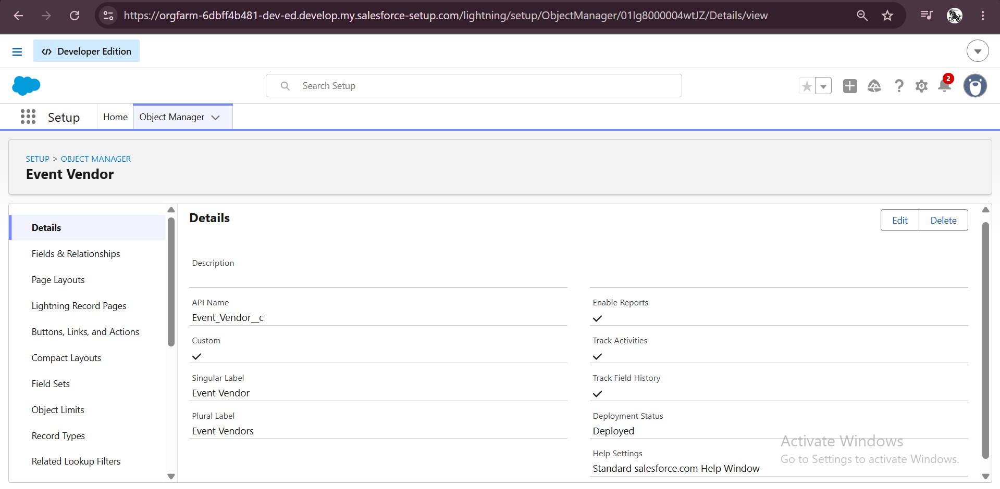 https://orgfarm-6dbff4b481-dev-ed.develop.my.salesforce-setup.com/lightning/setup/ObjectManager/01Ig8000004wtJZ/Details/view
Developer Edition
Search Setup
2
Setup
Home
Object Manager
SETUP > OBJECT MANAGER
Event Vendor
Details
Fields & Relationships
Page Layouts
Lightning Record Pages
Buttons, Links, and Actions
Compact Layouts
Field Sets
Object Limits
Record Types
Related Lookup Filters
Details
Edit
Delete
Description
API Name
Event_Vendor__c
Custom
Singular Label
Event Vendor
Plural Label
Event Vendors
Enable Reports
Track Activities
Track Field History
Deployment Status
Deployed
Help Settings
Standard salesforce.com Help Window
Activate Windows
Go to Settings to activate Windows.